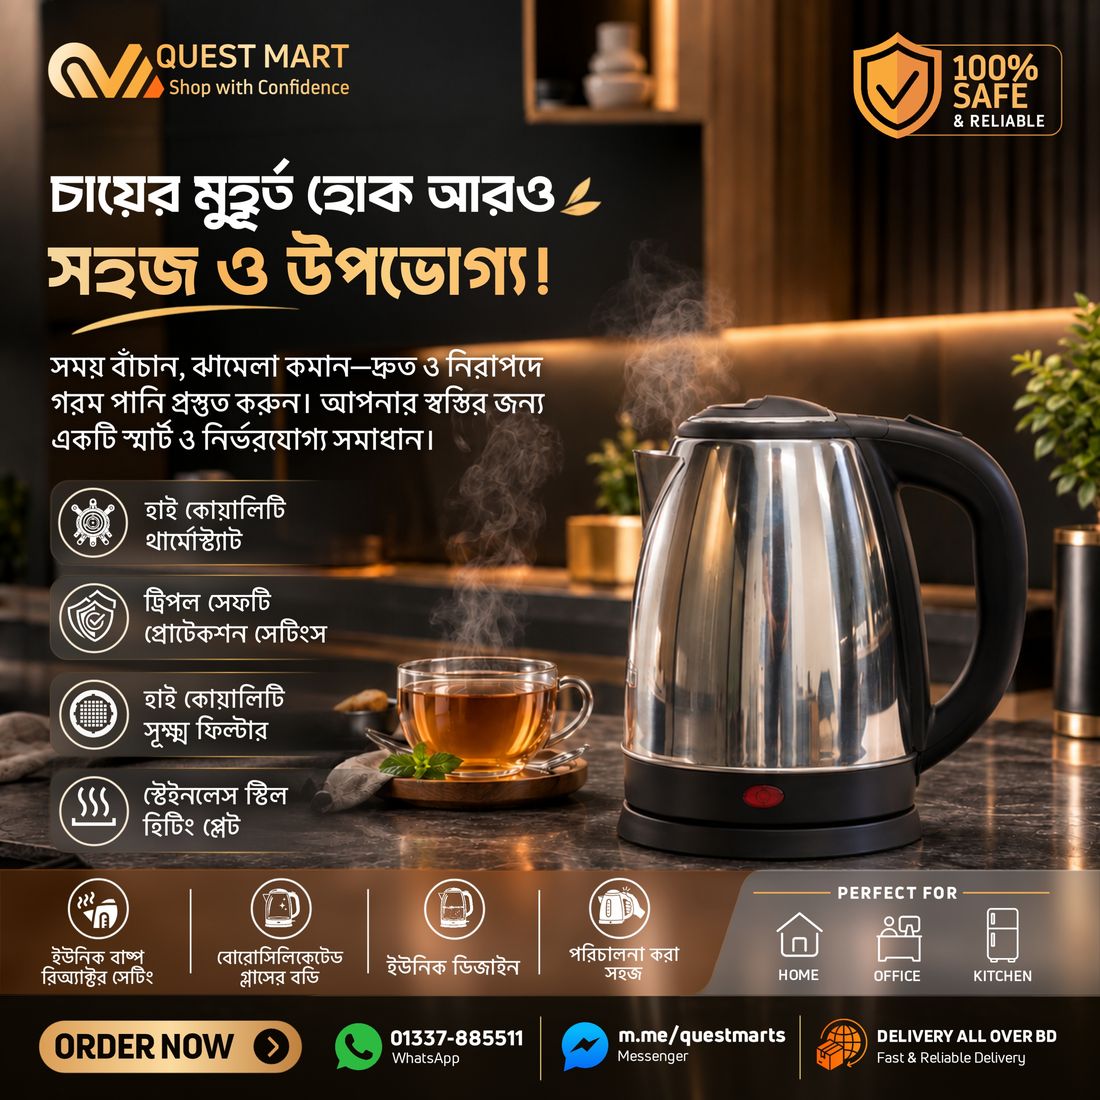 QUEST MART
Shop with Confidence
100%
SAFE
& RELIABLE
চায়ের মুহূর্ত হোক আরও
সহজ ও উপভোগ্য!
সময় বাঁচান, ঝামেলা কমান—দ্রুত ও নিরাপদে
গরম পানি প্রস্তুত করুন। আপনার স্বস্তির জন্য
একটি স্মার্ট ও নির্ভরযোগ্য সমাধান।
হাই কোয়ালিটি
থার্মোস্ট্যাট
ট্রিপল সেফটি
প্রোটেকশন সেটিংস
হাই কোয়ালিটি
সূক্ষ্ম ফিল্টার
স্টেইনলেস স্টিল
হিটিং প্লেট
ইউনিক বাষ্প
রিঅ্যাক্টর সেটিং
বোরোসিলিকেটেড
গ্লাসের বডি
ইউনিক ডিজাইন
পরিচালনা করা
সহজ
PERFECT FOR
HOME
OFFICE
KITCHEN
ORDER NOW
01337-885511
WhatsApp
m.me/questmarts
Messenger
DELIVERY ALL OVER BD
Fast & Reliable Delivery